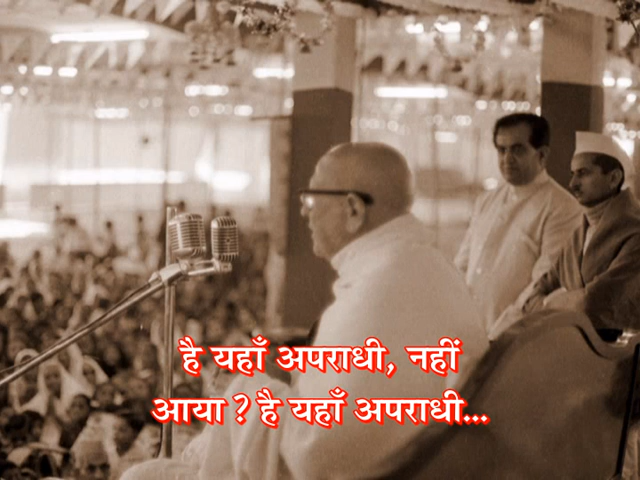 है यहाँ अपराधी, नहीं
आया ? है यहाँ अपराधी...